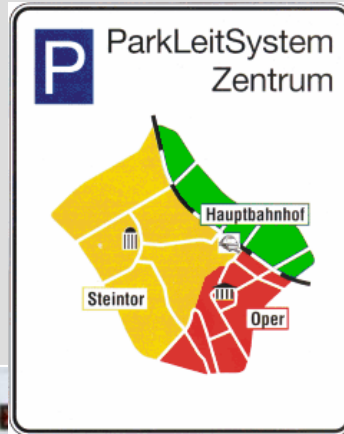 P
ParkLeitSystem
Zentrum
Hauptbahnhof
Steintor
Oper